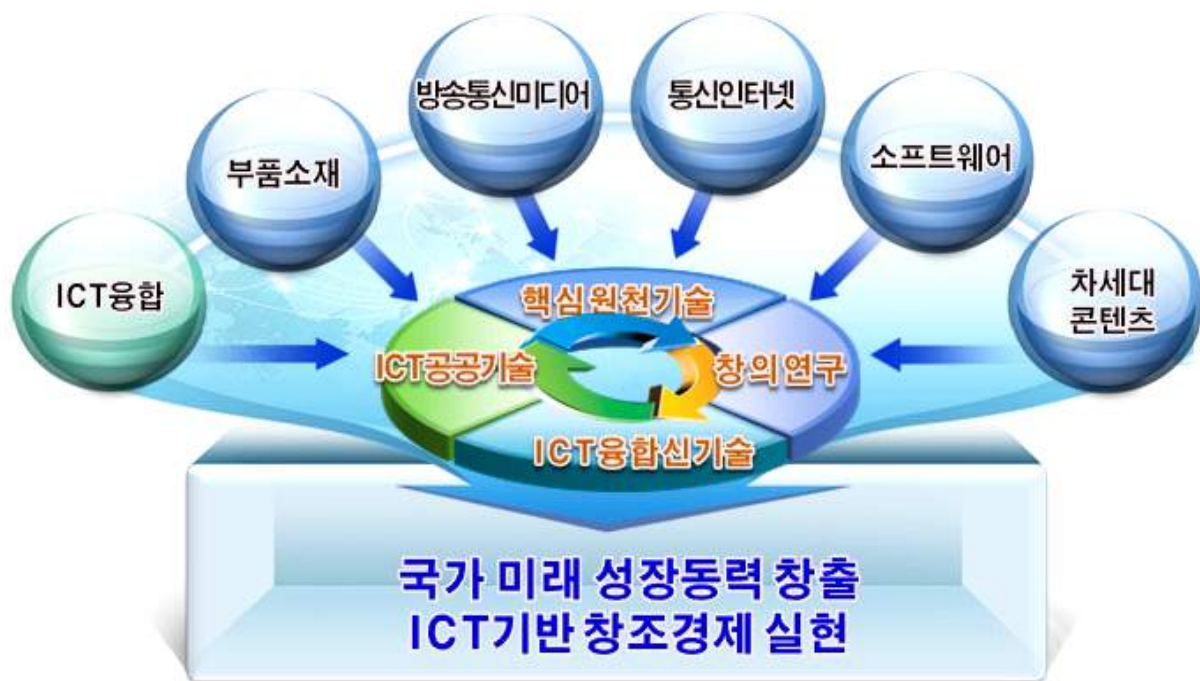 방송통신미디어
통신인터넷
부품소재
소프트웨어
ICT융합
차세대
콘텐츠
핵심원천기술
ICT공공기술
창의연구
ICT융합신기술
국가 미래 성장동력 창출
ICT기반 창조경제 실현